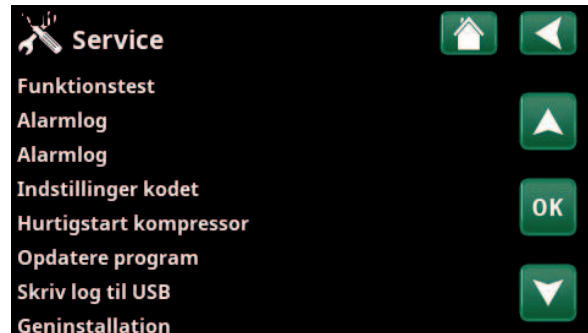 Service
Funktionstest
Alarmlog
Alarmlog
Indstillinger kodet
Hurtigstart kompressor
OK
Opdatere program
Skriv log til USB
Geninstallation